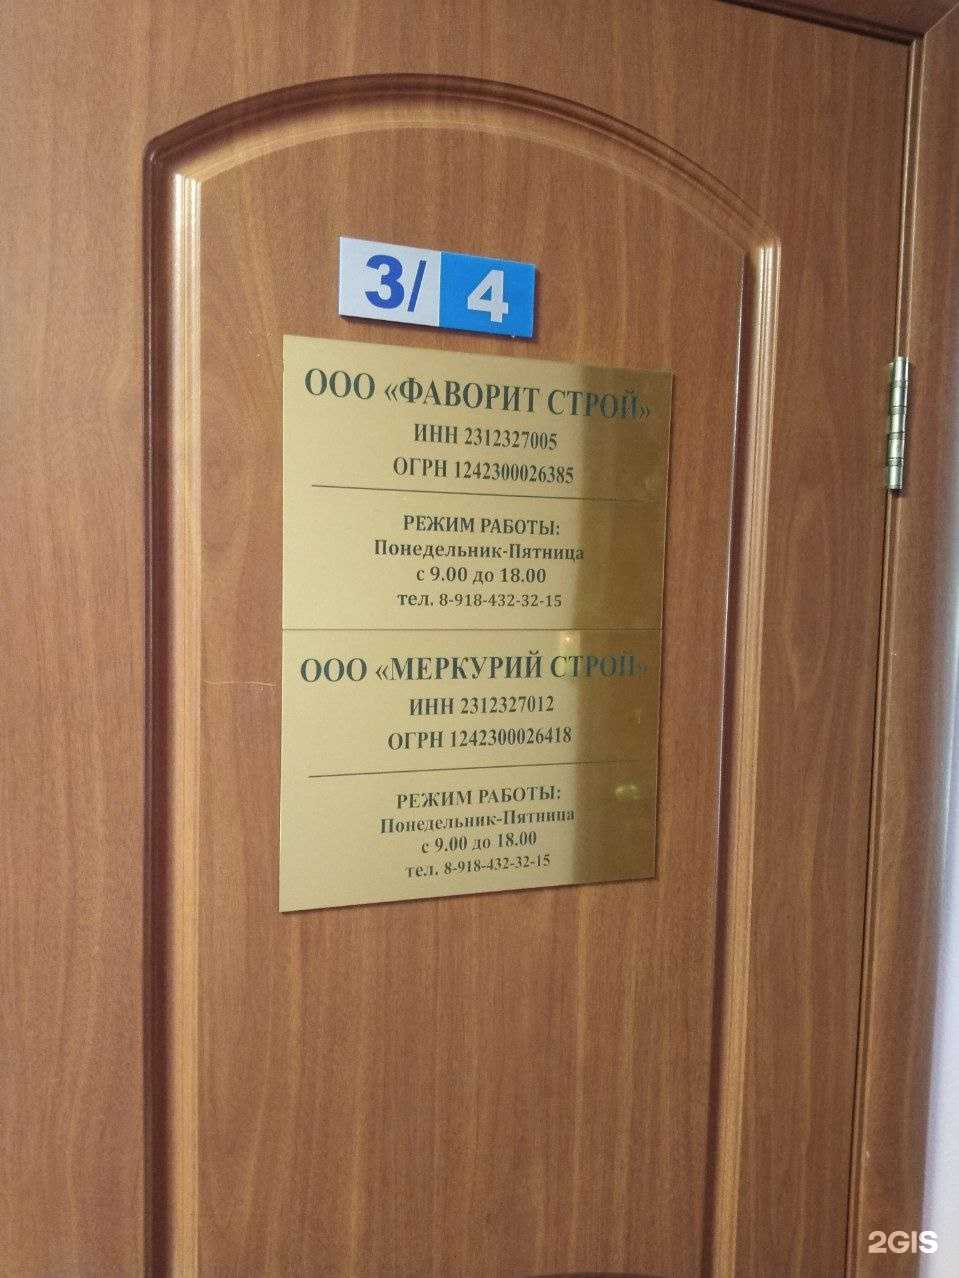 3/4
ООО «ФАВОРИТ СТРОЙ»
ИНН 2312327005
ОГРН 1242300026385
РЕЖИМ РАБОТЫ:
Понедельник-Пятница
с 9.00 до 18.00
тел. 8-918-432-32-15
ООО «МЕРКУРИЙ СТРОЙ»
ИНН 2312327012
ОГРН 1242300026418
РЕЖИМ РАБОТЫ:
Понедельник-Пятница
с 9.00 до 18.00
тел. 8-918-432-32-15
2GIS